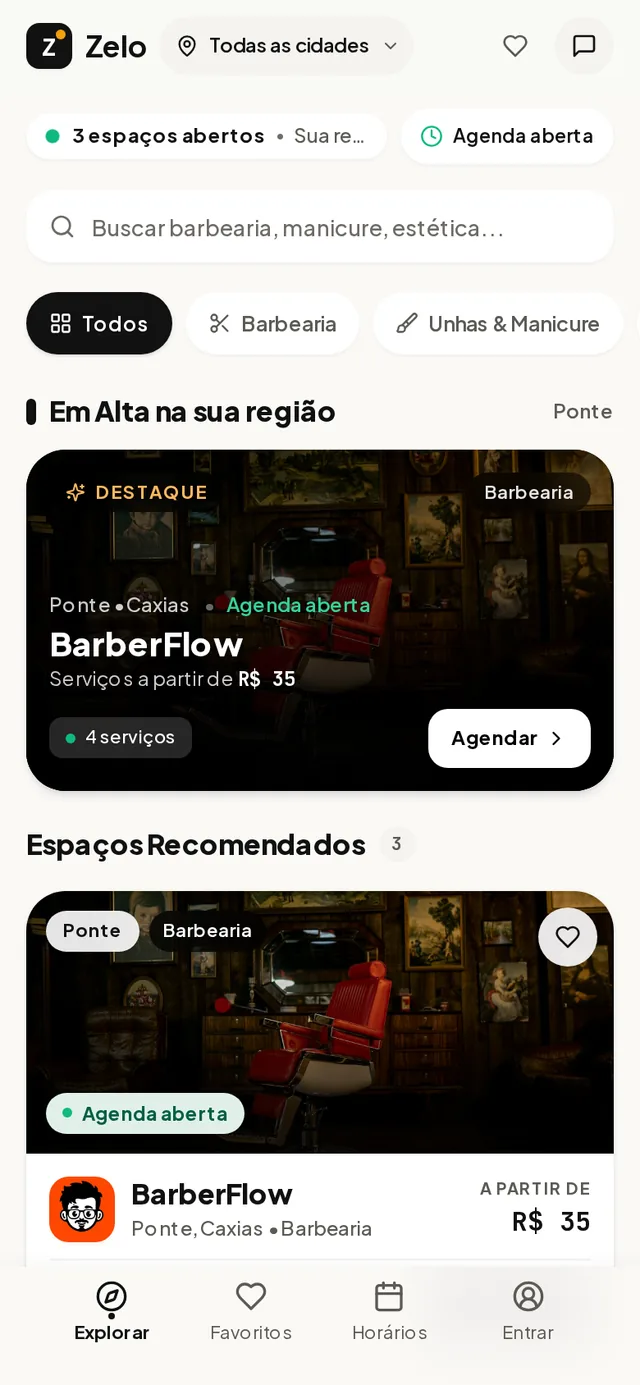 Z Zelo Todas as cidades
3 espaços abertos • Sua re... Agenda aberta
Buscar barbearia, manicure, estética...
Todos Barbearia Unhas & Manicure
Em Alta na sua região Ponte
DESTAQUE Barbearia
Ponte • Caxias • Agenda aberta
BarberFlow
Serviços a partir de R$ 35
4 serviços Agendar
Espaços Recomendados 3
Ponte Barbearia
Agenda aberta
BarberFlow A PARTIR DE
Ponte, Caxias • Barbearia R$ 35
Explorar Favoritos Horários Entrar